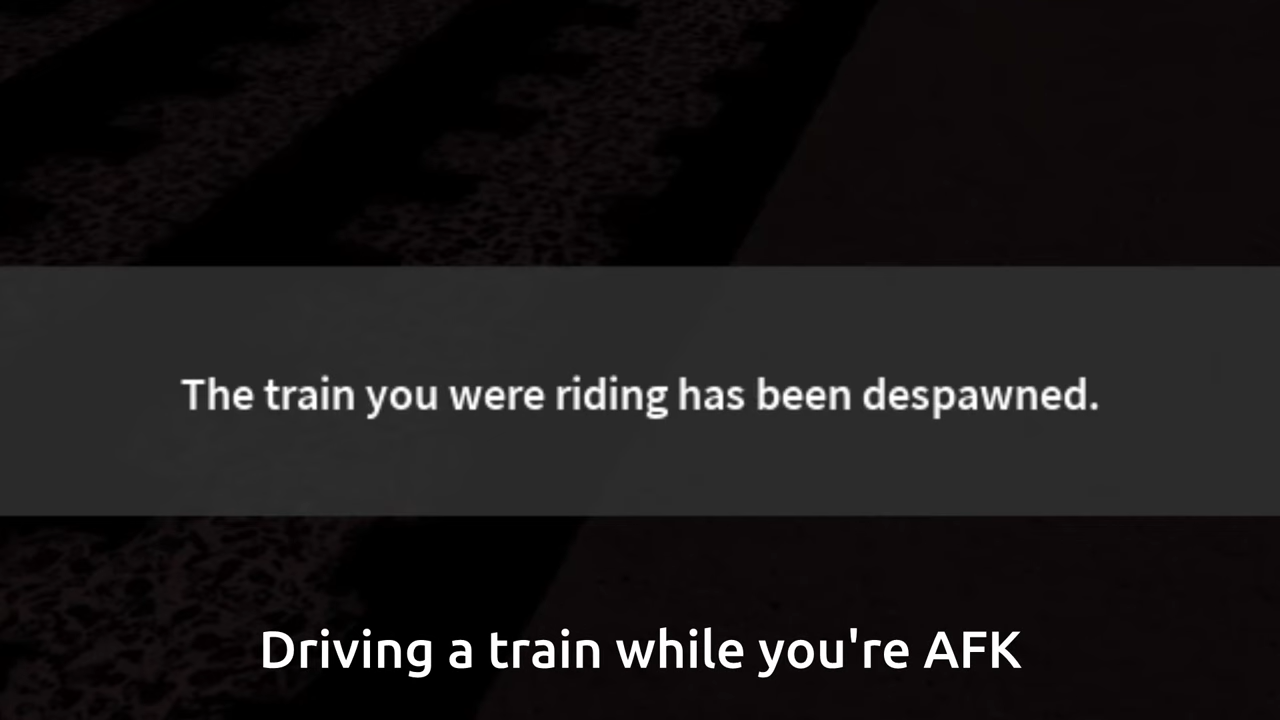 The train you were riding has been despawned.
Driving a train while you're AFK